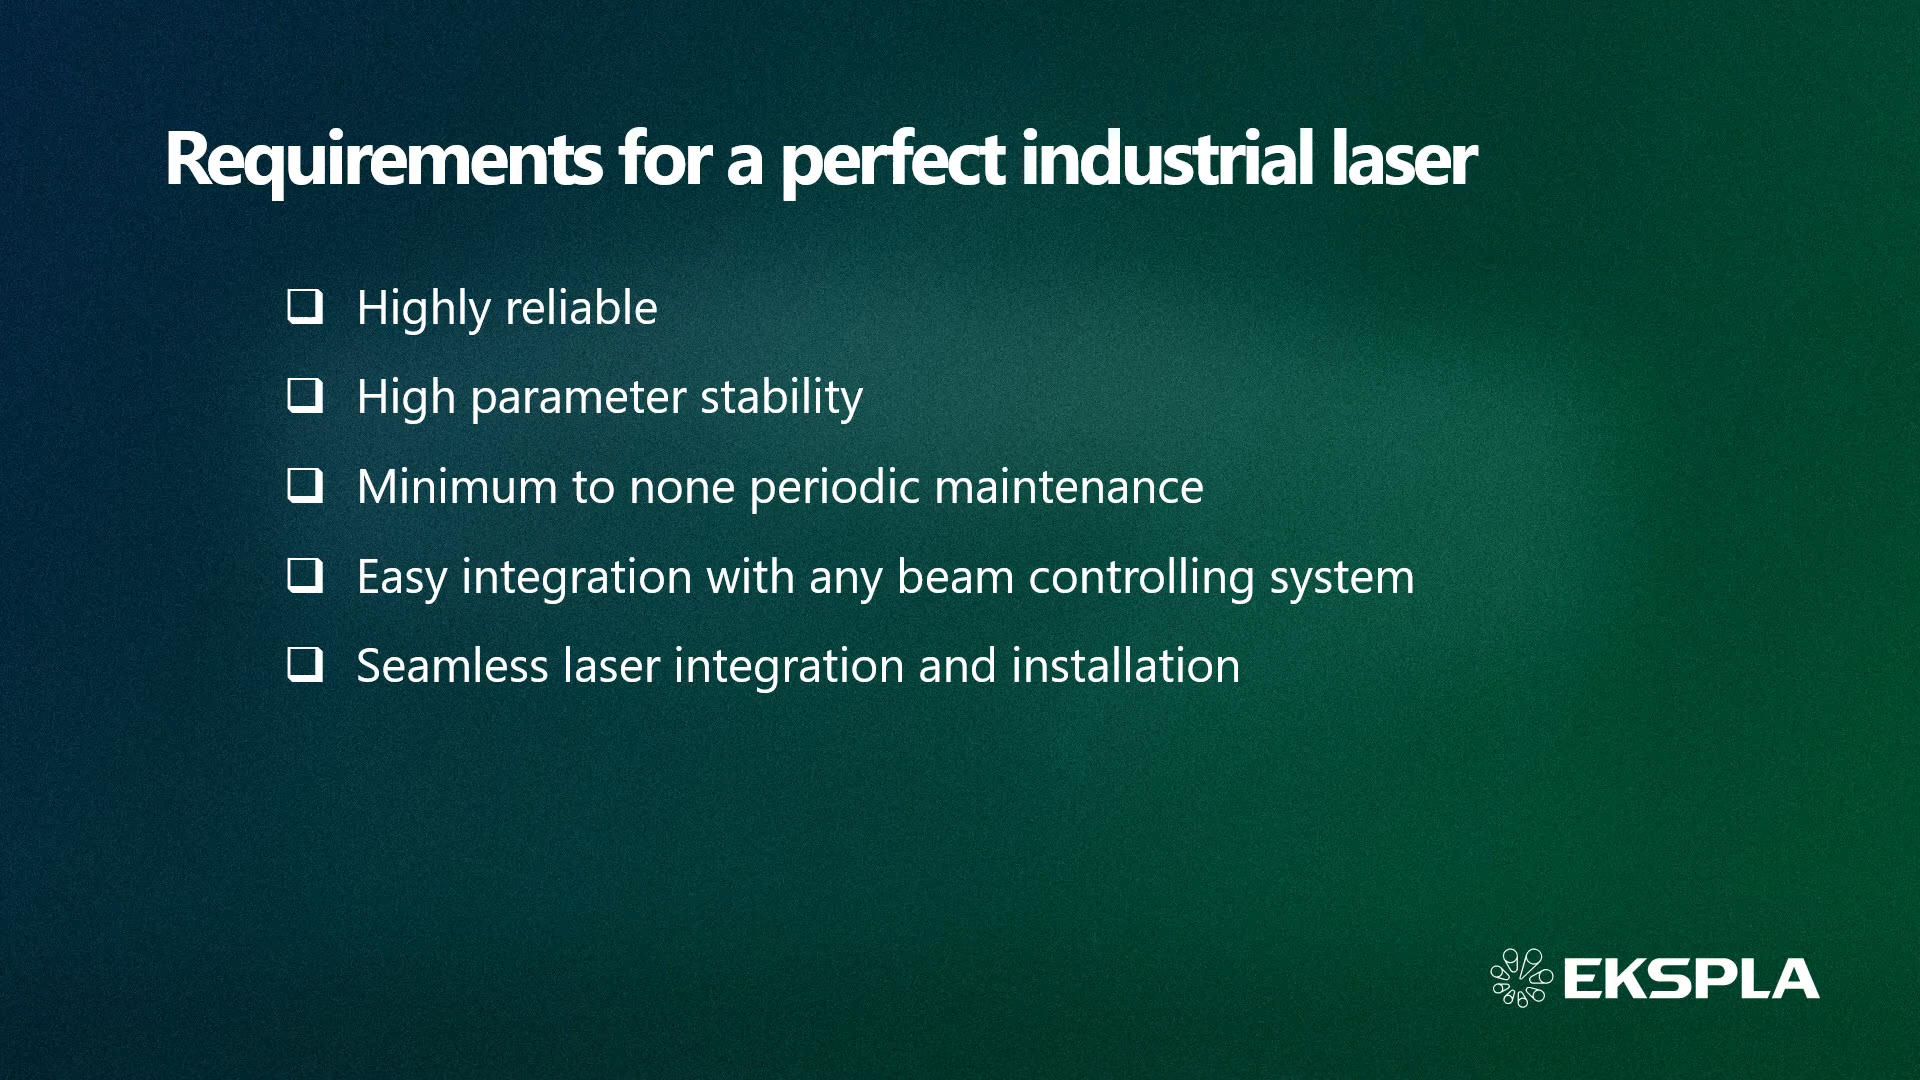 Requirements for a perfect industrial laser
❑ Highly reliable
❑ High parameter stability
❑ Minimum to none periodic maintenance
❑ Easy integration with any beam controlling system
❑ Seamless laser integration and installation
EKSPLA